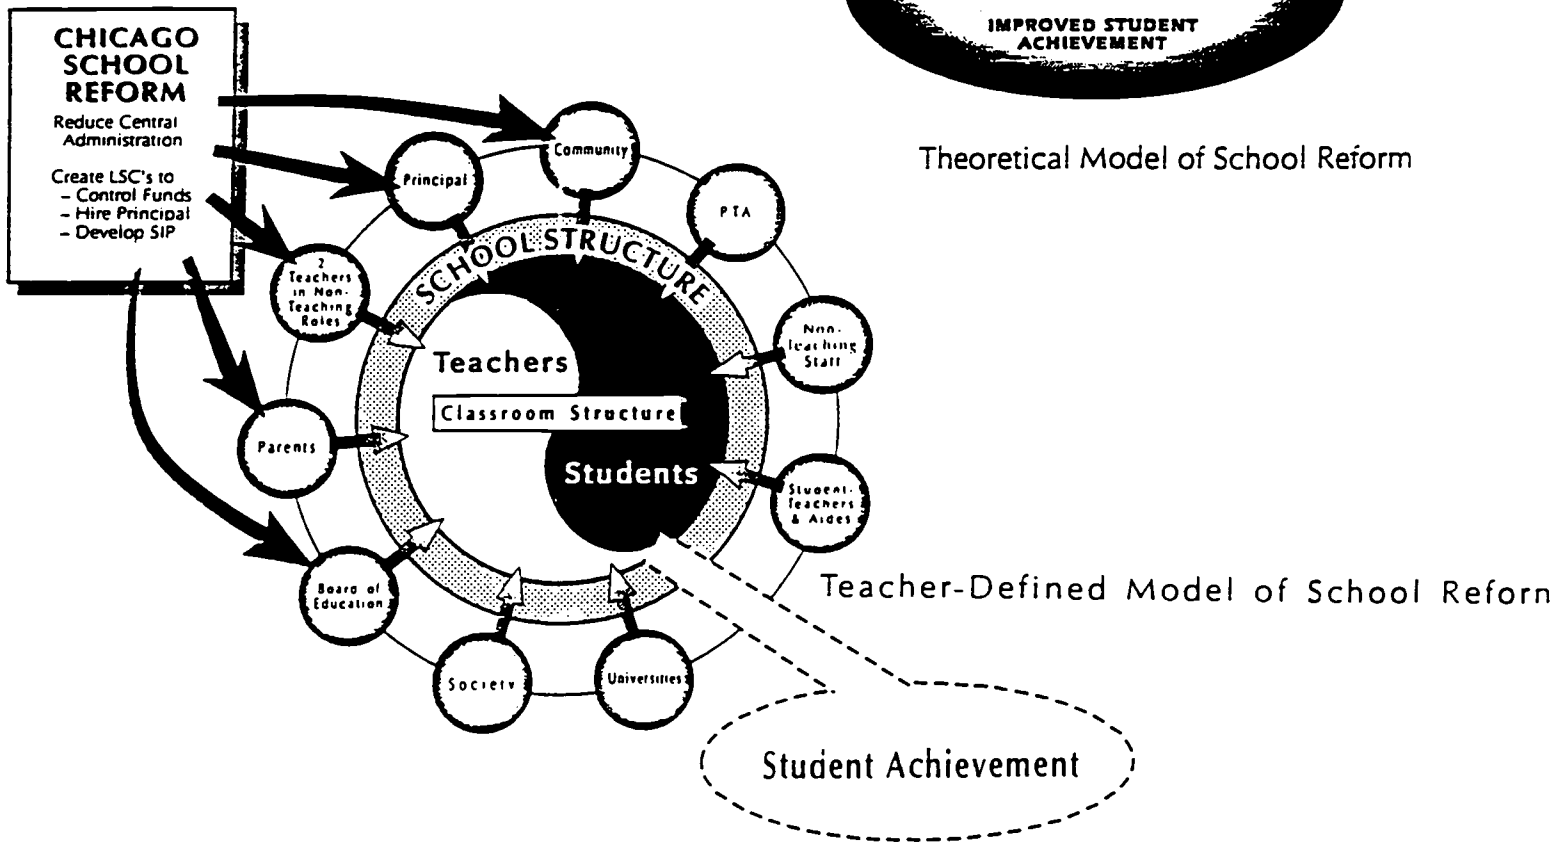 CHICAGO
SCHOOL
REFORM
Reduce Central
Administration
Create LSC's to
– Control Funds
– Hire Principal
– Develop SIP
IMPROVED STUDENT
ACHIEVEMENT
Theoretical Model of School Reform
Community
Principal
PTA
2
Teachers
in Non-
Teaching
Roles
SCHOOL STRUCTURE
Non-
Teaching
Staff
Teachers
Classroom Structure
Parents
Students
Student-
Teachers
& Aides
Board of
Education
Teacher-Defined Model of School Reforn
Society
Universities
Student Achievement